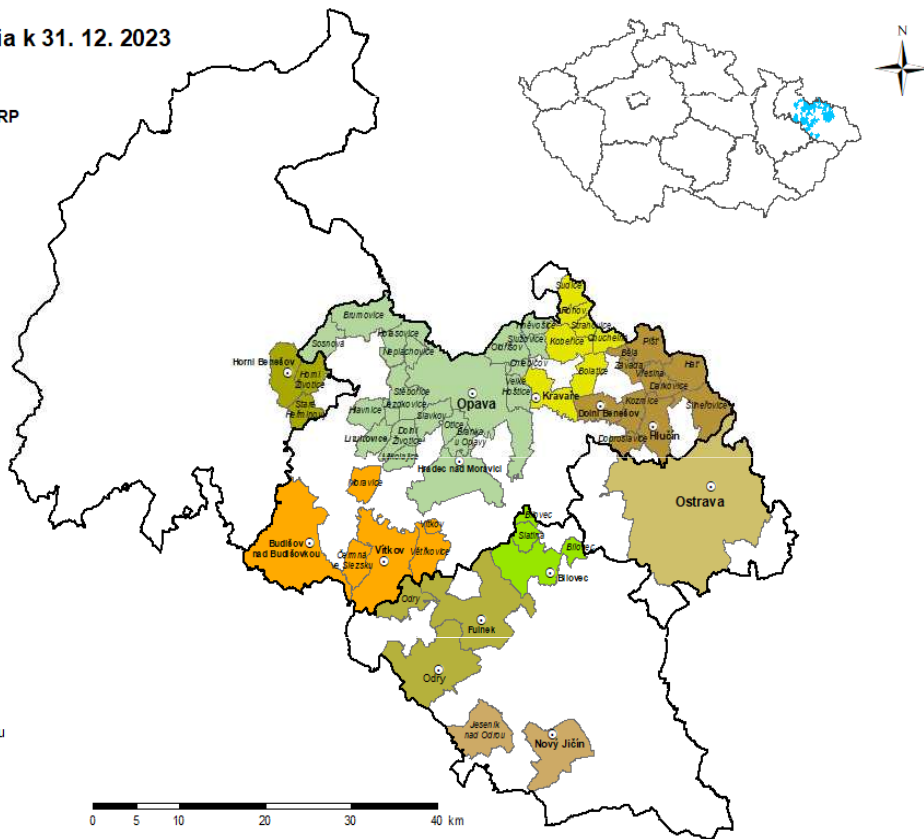 ia k 31. 12. 2023
N
RP
Sudice
Rohov
Brumovice
Strahovice
Sosnová
Holasovice
Služovice
Kobeřice
Chuchelná
Píšť
Neplachovice
Oldřišov
Chlebičov
Bělá
Závada
Hať
Horní Benešov
Horní
Životice
Bolatice
Vřesina
Velké
Hoštice
Darkovice
Stěbořice
Kravaře
Staré
Heřminovy
Jezdkovice
Opava
Kozmice
Šilheřovice
Hlavnice
Slavkov
Dolní Benešov
Otice
Dolní
Životice
Branka
u Opavy
Hlučín
Litultovice
Dobroslavice
Hradec nad Moravicí
Moravice
Ostrava
Bílovec
Vítkov
Slatina
Budišov
nad Budišovkou
Čermná
ve Slezsku
Vítkov
Větřkovice
Bílovec
Bílovec
Odry
Fulnek
Odry
Jeseník
nad Odrou
Nový Jičín
u
0 5 10 20 30 40 km